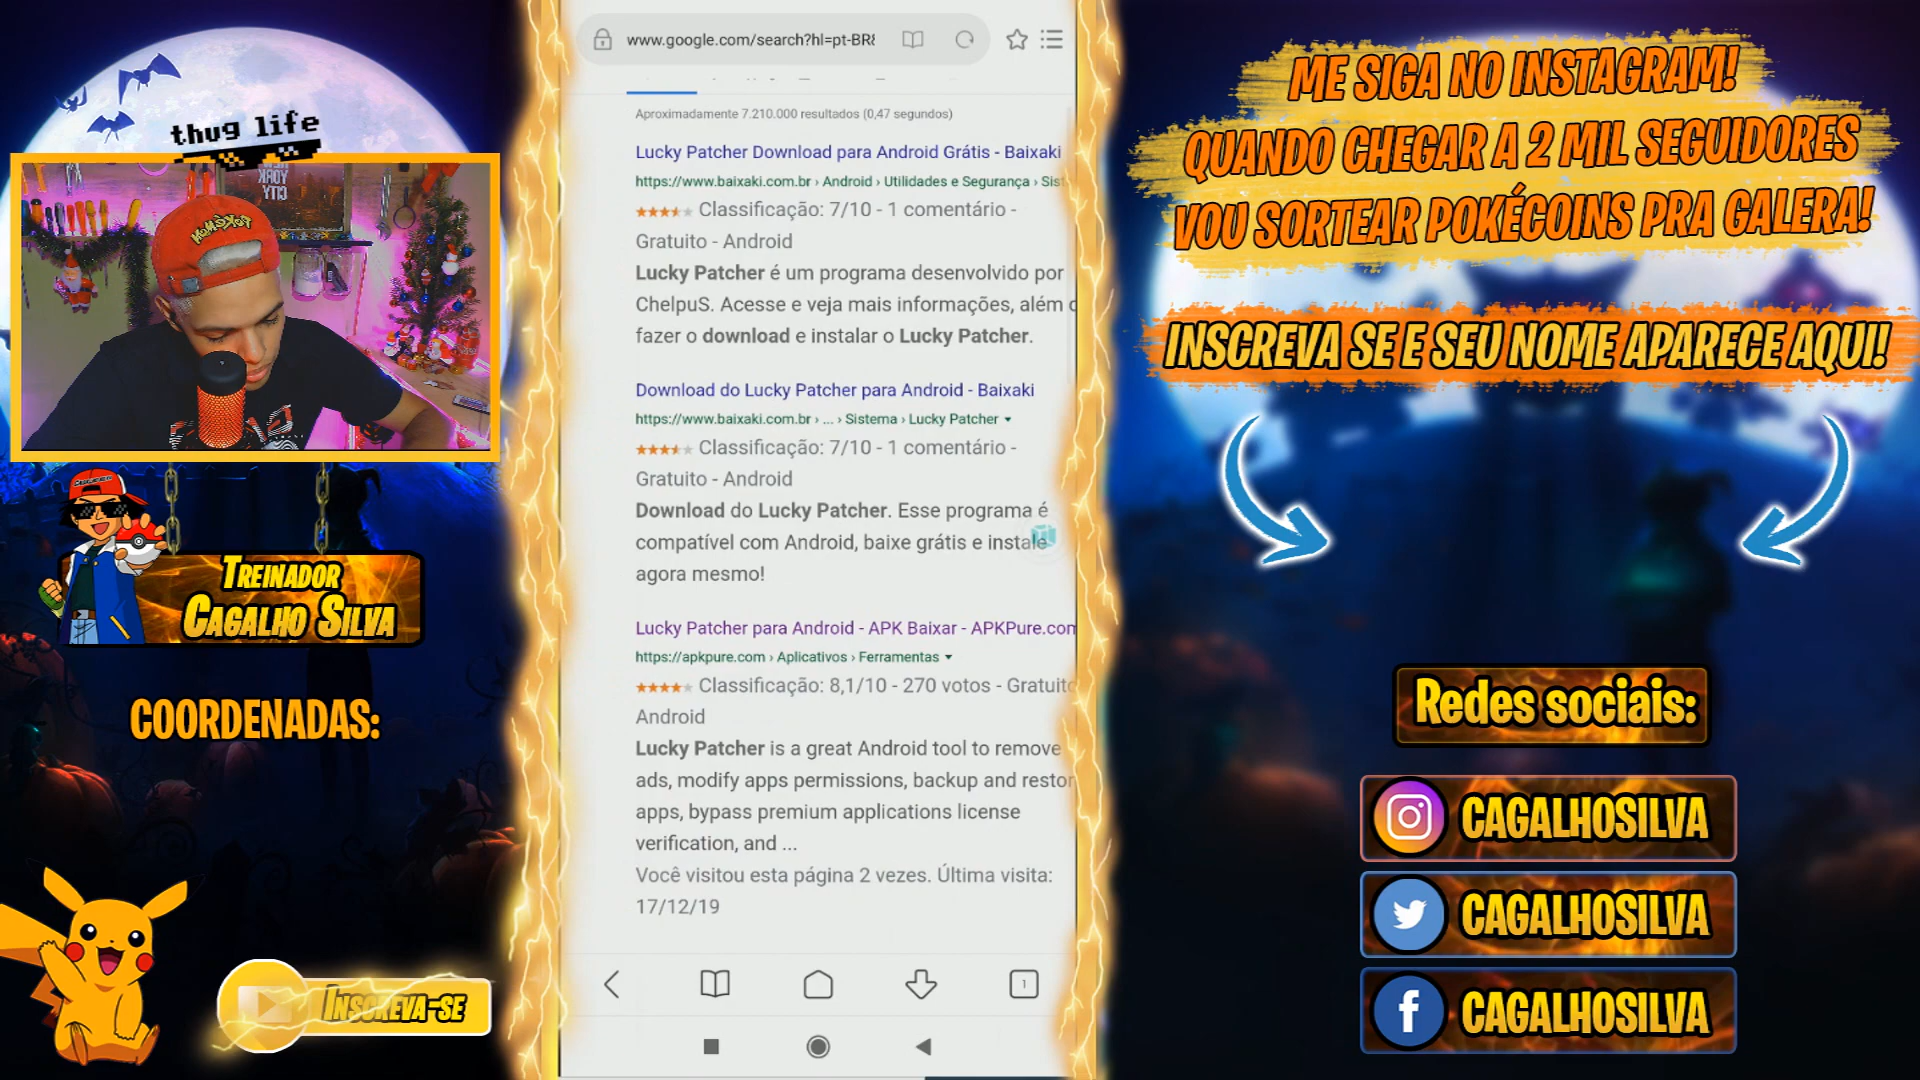 thug life
NEW
YORK
CITY
Pokémon
TREINADOR
CAGALHO SILVA
COORDENADAS:
INSCREVA-SE
www.google.com/search?hl=pt-BR&
Aproximadamente 7.210.000 resultados (0,47 segundos)
Lucky Patcher Download para Android Grátis - Baixaki
https://www.baixaki.com.br › Android › Utilidades e Segurança › Sist
Classificação: 7/10 - 1 comentário -
Gratuito - Android
Lucky Patcher é um programa desenvolvido por
ChelpuS. Acesse e veja mais informações, além d
fazer o download e instalar o Lucky Patcher.
Download do Lucky Patcher para Android - Baixaki
https://www.baixaki.com.br › ... › Sistema › Lucky Patcher
Classificação: 7/10 - 1 comentário -
Gratuito - Android
Download do Lucky Patcher. Esse programa é
compatível com Android, baixe grátis e instale
agora mesmo!
Lucky Patcher para Android - APK Baixar - APKPure.com
https://apkpure.com › Aplicativos › Ferramentas
Classificação: 8,1/10 - 270 votos - Gratuito
Android
Lucky Patcher is a great Android tool to remove
ads, modify apps permissions, backup and restor
apps, bypass premium applications license
verification, and ...
Você visitou esta página 2 vezes. Última visita:
17/12/19
1
ME SIGA NO INSTAGRAM!
QUANDO CHEGAR A 2 MIL SEGUIDORES
VOU SORTEAR POKÉCOINS PRA GALERA!
INSCREVA SE E SEU NOME APARECE AQUI!
Redes sociais:
CAGALHOSILVA
CAGALHOSILVA
CAGALHOSILVA